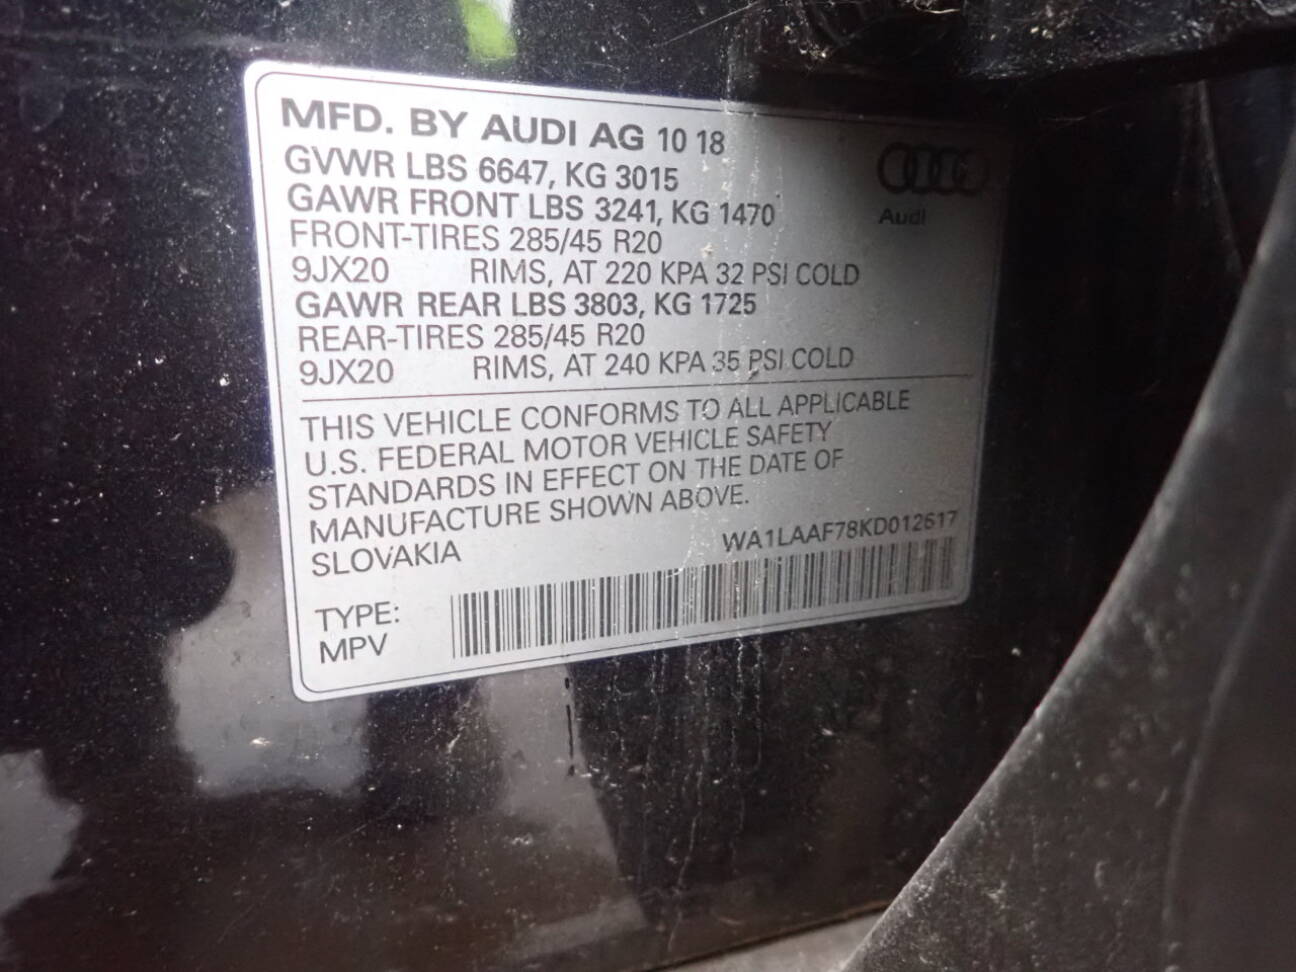 MFD. BY AUDI AG 10 18
GVWR LBS 6647, KG 3015
GAWR FRONT LBS 3241, KG 1470
FRONT-TIRES 285/45 R20
9JX20 RIMS, AT 220 KPA 32 PSI COLD
GAWR REAR LBS 3803, KG 1725
REAR-TIRES 285/45 R20
9JX20 RIMS, AT 240 KPA 35 PSI COLD
Audi
THIS VEHICLE CONFORMS TO ALL APPLICABLE
U.S. FEDERAL MOTOR VEHICLE SAFETY
STANDARDS IN EFFECT ON THE DATE OF
MANUFACTURE SHOWN ABOVE.
SLOVAKIA
WA1LAAF78KD012617
TYPE:
MPV